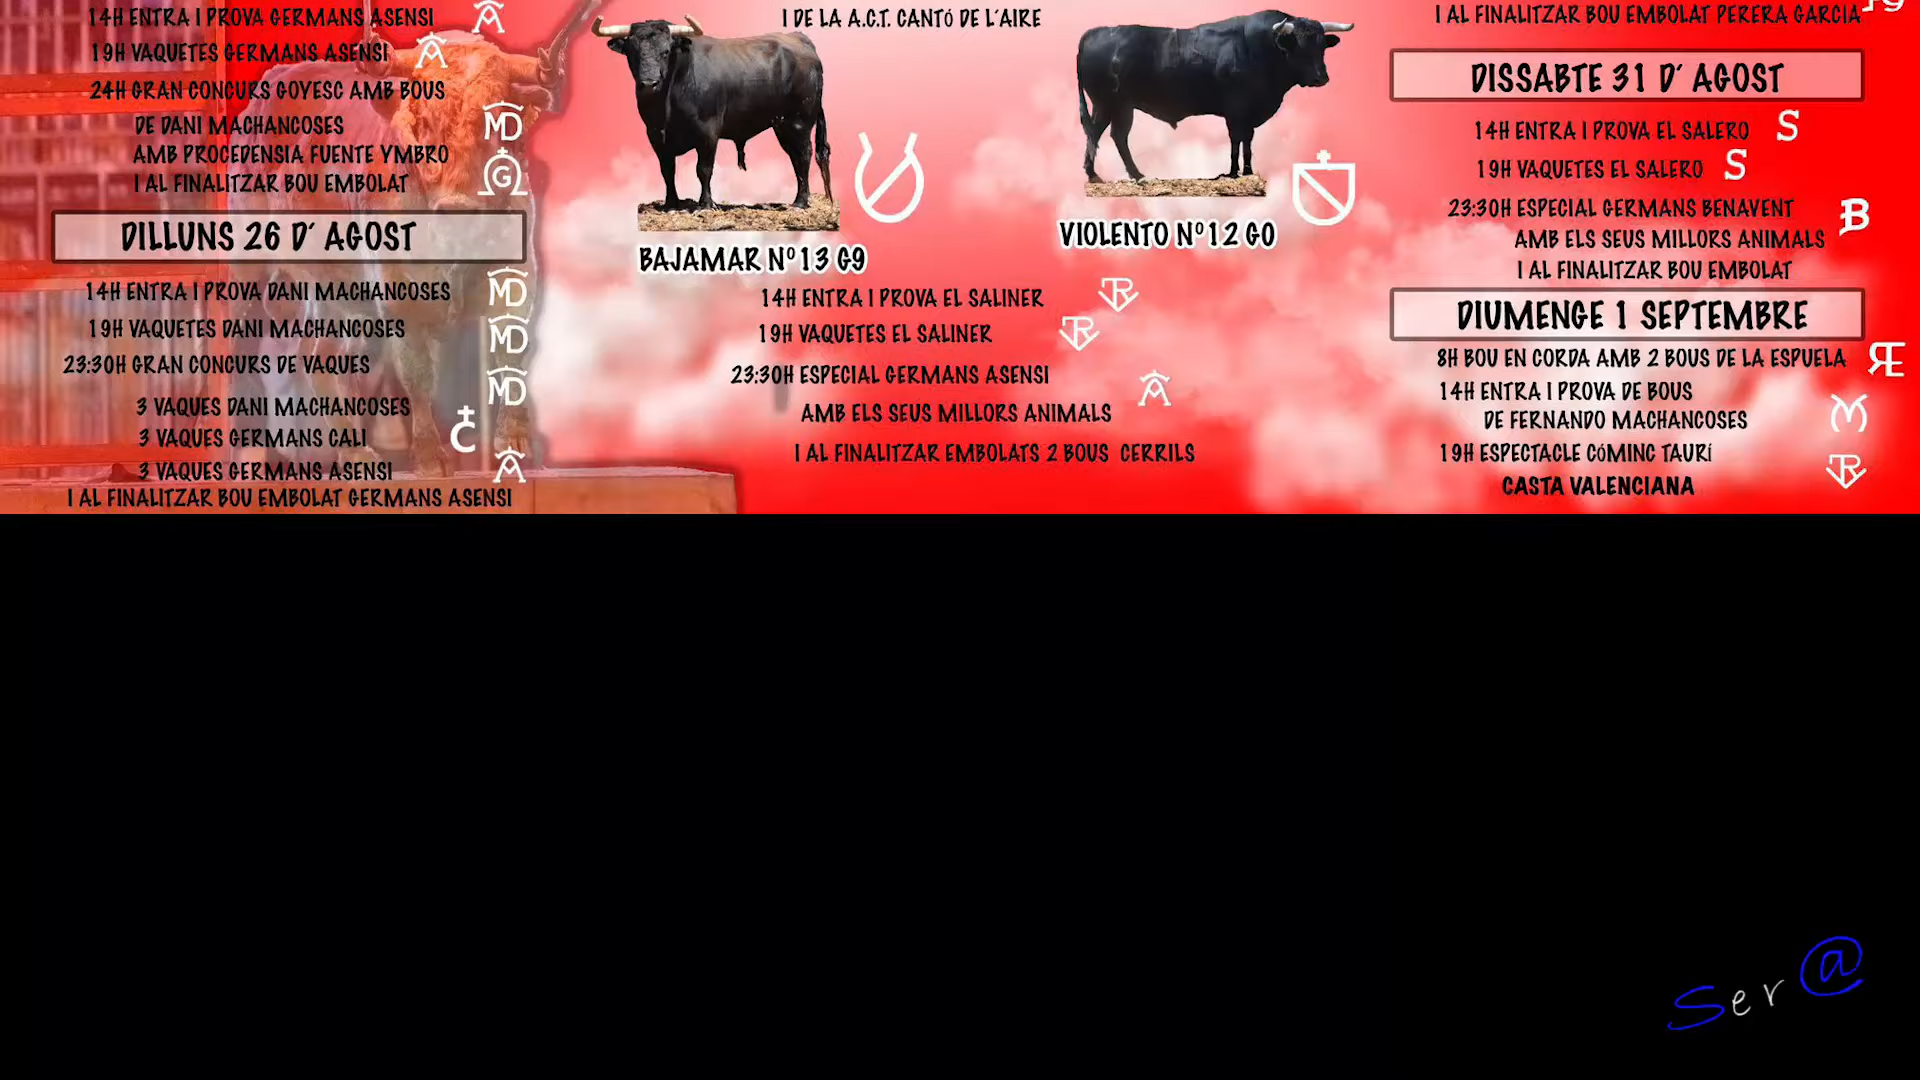 14H ENTRA I PROVA GERMANS ASENSI
19H VAQUETES GERMANS ASENSI
24H GRAN CONCURS GOYESC AMB BOUS
DE DANI MACHANCOSES
AMB PROCEDENSIA FUENTE YMBRO
I AL FINALITZAR BOU EMBOLAT
DILLUNS 26 D´ AGOST
14H ENTRA I PROVA DANI MACHANCOSES
19H VAQUETES DANI MACHANCOSES
23:30H GRAN CONCURS DE VAQUES
3 VAQUES DANI MACHANCOSES
3 VAQUES GERMANS CALI
3 VAQUES GERMANS ASENSI
I AL FINALITZAR BOU EMBOLAT GERMANS ASENSI
I DE LA A.C.T. CANTÓ DE L´AIRE
BAJAMAR Nº13 G9
VIOLENTO Nº12 G0
14H ENTRA I PROVA EL SALINER
19H VAQUETES EL SALINER
23:30H ESPECIAL GERMANS ASENSI
AMB ELS SEUS MILLORS ANIMALS
I AL FINALITZAR EMBOLATS 2 BOUS CERRILS
I AL FINALITZAR BOU EMBOLAT PERERA GARCIA
DISSABTE 31 D´ AGOST
14H ENTRA I PROVA EL SALERO
S
19H VAQUETES EL SALERO
S
23:30H ESPECIAL GERMANS BENAVENT
B
AMB ELS SEUS MILLORS ANIMALS
I AL FINALITZAR BOU EMBOLAT
DIUMENGE 1 SEPTEMBRE
8H BOU EN CORDA AMB 2 BOUS DE LA ESPUELA
14H ENTRA I PROVA DE BOUS
DE FERNANDO MACHANCOSES
19H ESPECTACLE CÓMINC TAURÍ
CASTA VALENCIANA
Ser@